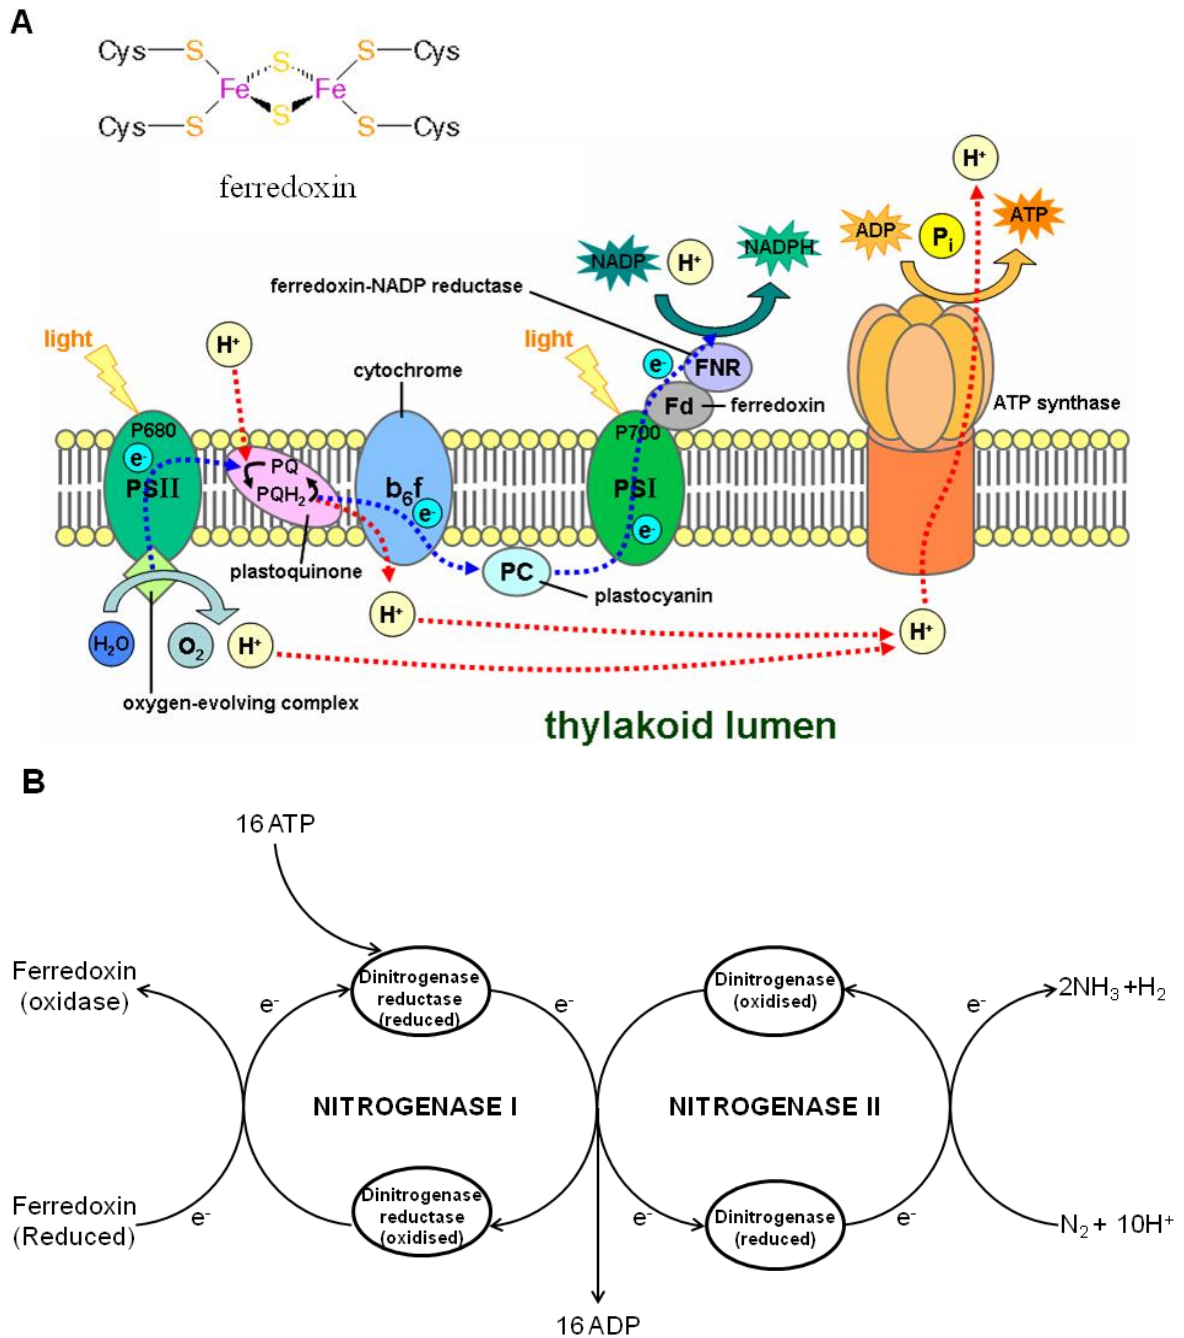 A
Cys S S S Cys
Fe Fe
Cys S S S Cys
ferredoxin
H+
ADP Pi ATP
NADP H+ NADPH
ferredoxin-NADP reductase
light H+ light
cytochrome e- FNR
Fd ferredoxin
ATP synthase
P680 P700
e- PQ
PSII PQH2 b6f PSI
e- e-
plastoquinone PC
plastocyanin
H+ H+
H2O O2 H+
oxygen-evolving complex
thylakoid lumen
B
16 ATP
Ferredoxin
(oxidase)
e-
Dinitrogenase
reductase
(reduced)
e-
Dinitrogenase
(oxidised)
e-
2NH3 +H2
NITROGENASE I NITROGENASE II
Ferredoxin
(Reduced)
e-
Dinitrogenase
reductase
(oxidised)
e-
Dinitrogenase
(reduced)
e-
N2 + 10H+
16 ADP